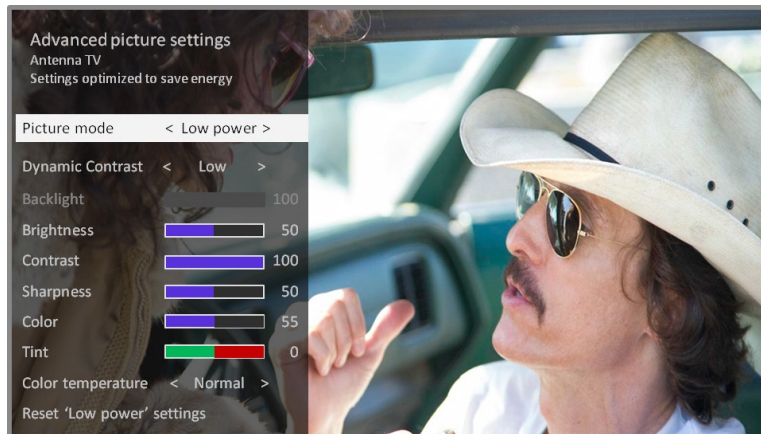 Advanced picture settings
Antenna TV
Settings optimized to save energy
Picture mode < Low power >
Dynamic Contrast < Low >
Backlight 100
Brightness 50
Contrast 100
Sharpness 50
Color 55
Tint 0
Color temperature < Normal >
Reset ‘Low power’ settings